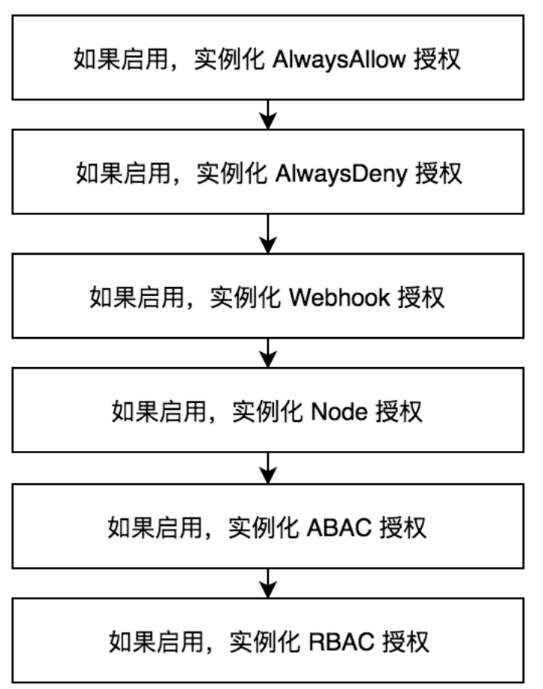 如果启用，实例化 AlwaysAllow 授权
如果启用，实例化 AlwaysDeny 授权
如果启用，实例化 Webhook 授权
如果启用，实例化 Node 授权
如果启用，实例化 ABAC 授权
如果启用，实例化 RBAC 授权